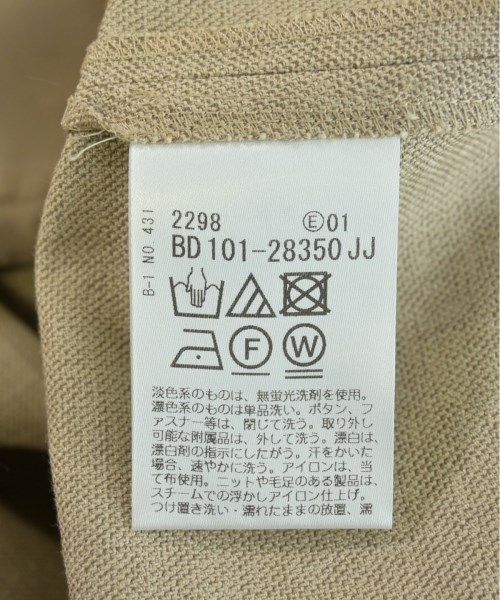 B-1 NO 431
2298 Ⓔ01
BD 101-28350 JJ
F W
淡色系のものは、無蛍光洗剤を使用。
濃色系のものは単品洗い。ボタン、フ
ァスナー等は、閉じて洗う。取り外し
可能な附属品は、外して洗う。漂白は、
漂白剤の指示にしたがう。汗をかいた
場合、速やかに洗う。アイロンは、当
て布使用。ニットや毛足のある製品は、
スチームでの浮かしアイロン仕上げ。
つけ置き洗い・濡れたままの放置、濡